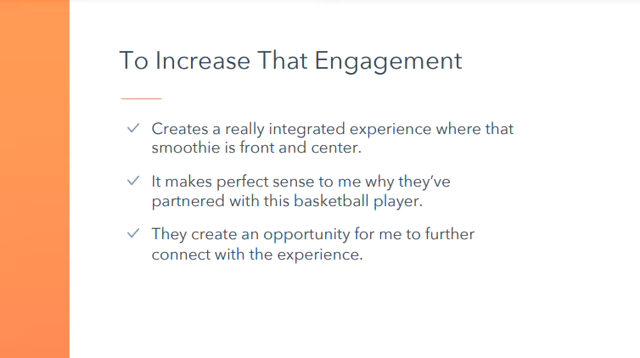 To Increase That Engagement
Creates a really integrated experience where that
smoothie is front and center.
It makes perfect sense to me why they’ve
partnered with this basketball player.
They create an opportunity for me to further
connect with the experience.